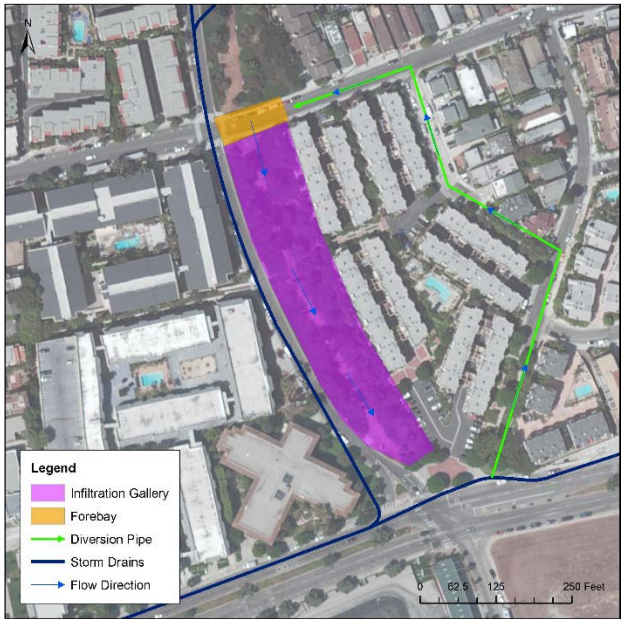 N
Legend
Infiltration Gallery
Forebay
Diversion Pipe
Storm Drains
Flow Direction
0 62.5 125 250 Feet